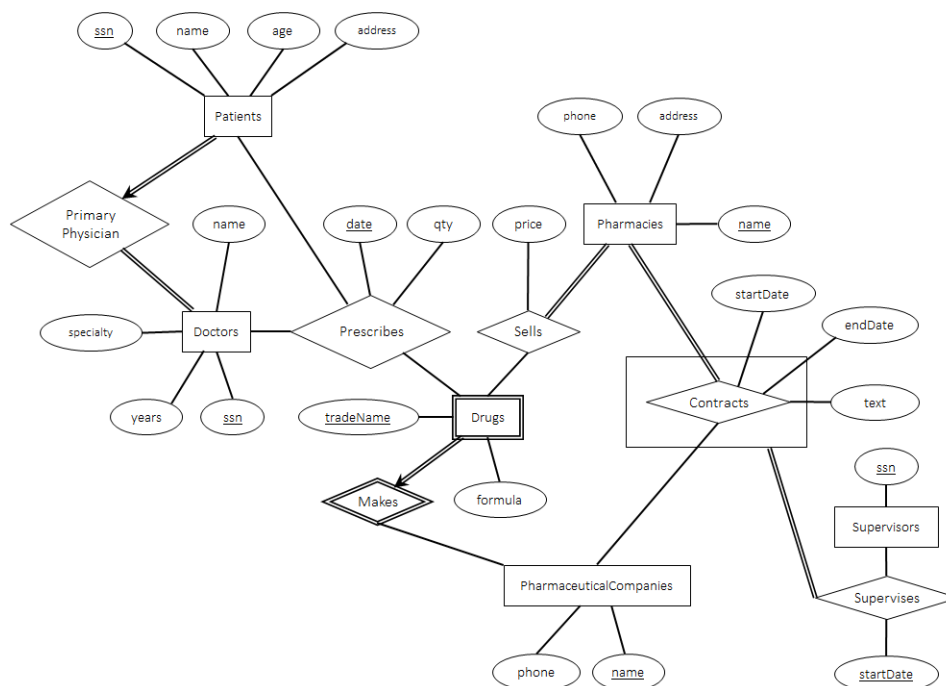 ssn
name
age
address
Patients
phone
address
Primary
Physician
name
date
qty
price
Pharmacies
name
specialty
Doctors
Prescribes
Sells
startDate
endDate
years
ssn
tradeName
Drugs
Contracts
text
Makes
formula
ssn
Supervisors
PharmaceuticalCompanies
Supervises
phone
name
startDate